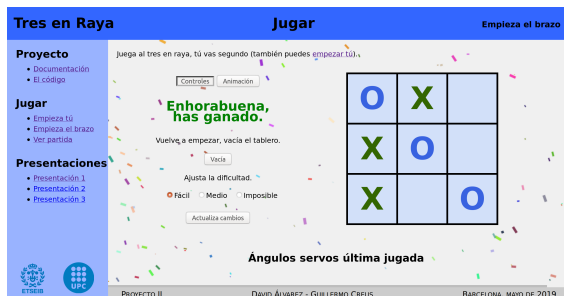 Tres en Raya
Jugar
Empieza el brazo
Proyecto
Documentación
El código
Jugar
Empieza tú
Empieza el brazo
Ver partida
Presentaciones
Presentación 1
Presentación 2
Presentación 3
ETSEIB
UPC
Juega al tres en raya, tú vas segundo (también puedes empezar tú).
Controles
Animación
Enhorabuena,
has ganado.
Vuelve a empezar, vacía el tablero.
Vacía
Ajusta la dificultad.
Fácil Medio Imposible
Actualiza cambios
O X
X O
X O
Ángulos servos última jugada
Proyecto II
David Álvarez - Guillermo Creus
Barcelona, mayo de 2019